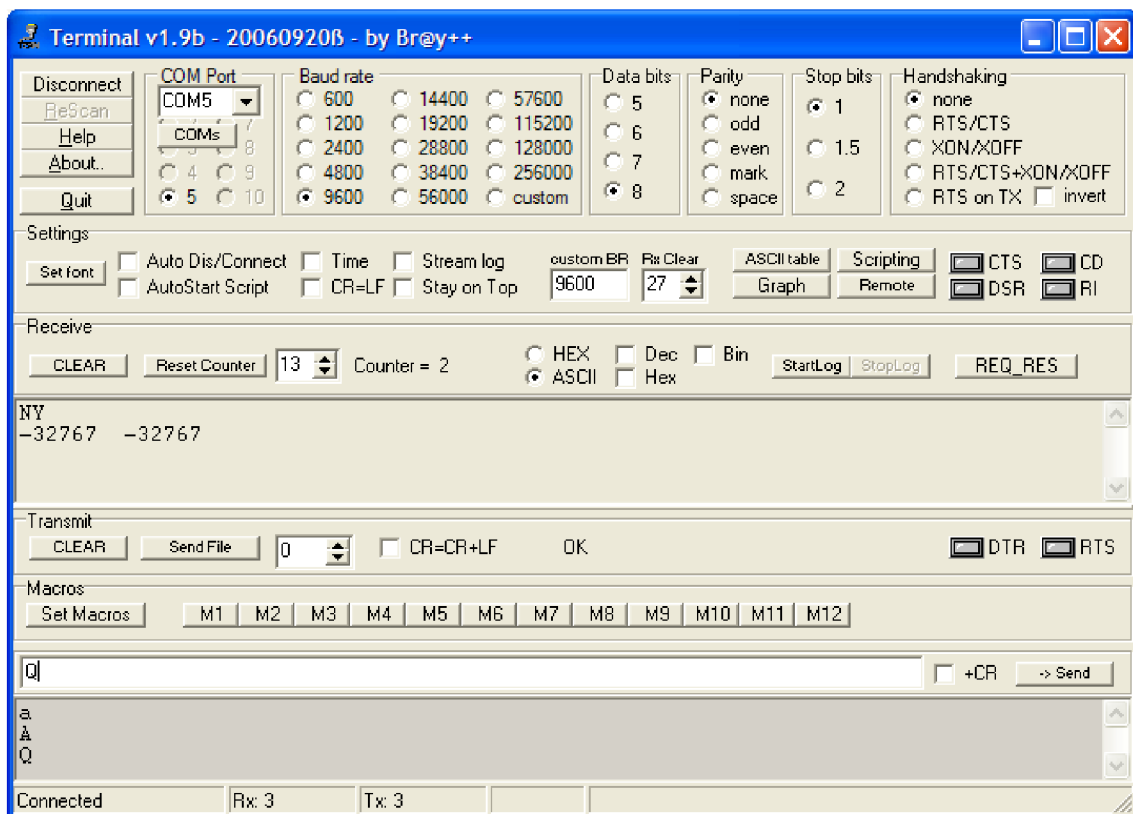 Terminal v1.9b - 20060920ß - by Br@y++
Disconnect
ReScan
Help
About..
Quit
COM Port
COM5
COMs
7
3 8
4 9
5 10
Baud rate
600 14400 57600
1200 19200 115200
2400 28800 128000
4800 38400 256000
9600 56000 custom
Data bits
5
6
7
8
Parity
none
odd
even
mark
space
Stop bits
1
1.5
2
Handshaking
none
RTS/CTS
XON/XOFF
RTS/CTS+XON/XOFF
RTS on TX invert
Settings
Set font
Auto Dis/Connect Time Stream log
AutoStart Script CR=LF Stay on Top
custom BR Rx Clear
9600 27
ASCII table Scripting CTS CD
Graph Remote DSR RI
Receive
CLEAR Reset Counter 13 Counter = 2
HEX Dec Bin
ASCII Hex
StartLog StopLog REQ_RES
NY
-32767 -32767
Transmit
CLEAR Send File 0 CR=CR+LF OK DTR RTS
Macros
Set Macros M1 M2 M3 M4 M5 M6 M7 M8 M9 M10 M11 M12
Q +CR -> Send
a
A
Q
Connected Rx: 3 Tx: 3